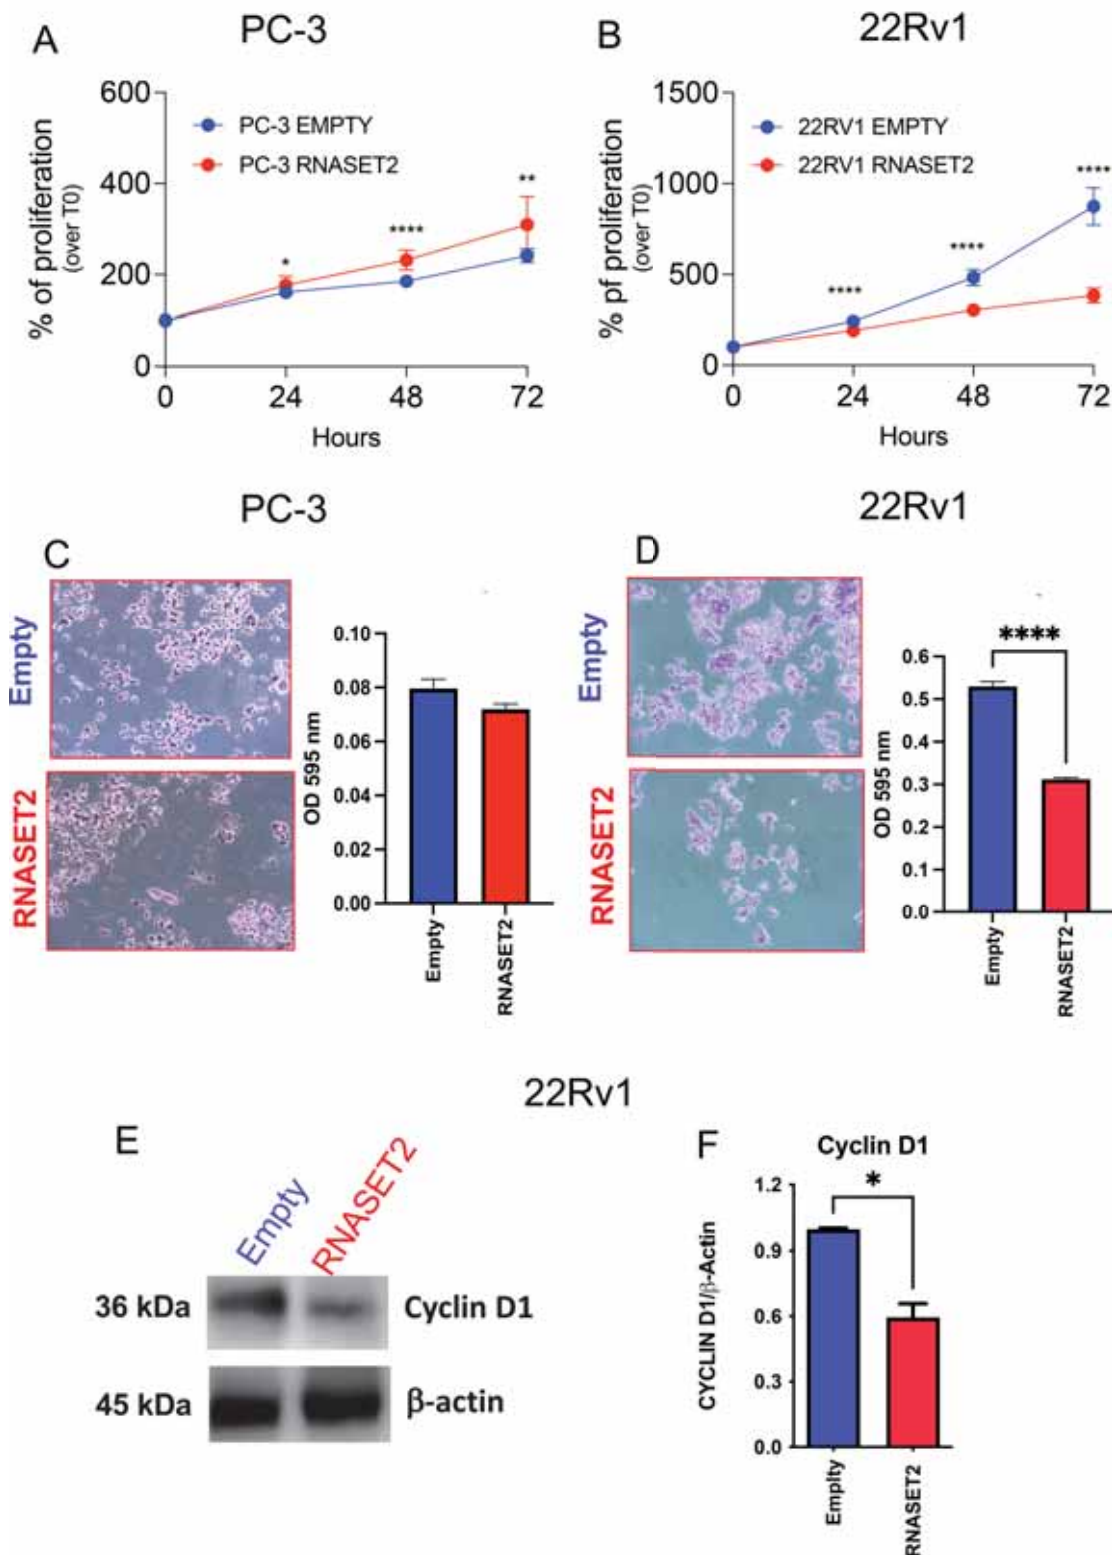 A
PC-3
B
22Rv1
600
400
200
0
% of proliferation
(over T0)
PC-3 EMPTY
PC-3 RNASET2
*
****
**
0 24 48 72
Hours
1500
1000
500
0
% pf proliferation
(over T0)
22RV1 EMPTY
22RV1 RNASET2
****
****
****
0 24 48 72
Hours
PC-3
22Rv1
C
Empty
RNASET2
0.10
0.08
0.06
0.04
0.02
0.00
OD 595 nm
Empty
RNASET2
D
Empty
RNASET2
****
0.6
0.5
0.4
0.3
0.2
0.1
0.0
OD 595 nm
Empty
RNASET2
22Rv1
E
Empty
RNASET2
36 kDa
Cyclin D1
45 kDa
β-actin
F
Cyclin D1
*
1.2
0.9
0.6
0.3
0.0
CYCLIN D1/β-Actin
Emplty
RNASET2